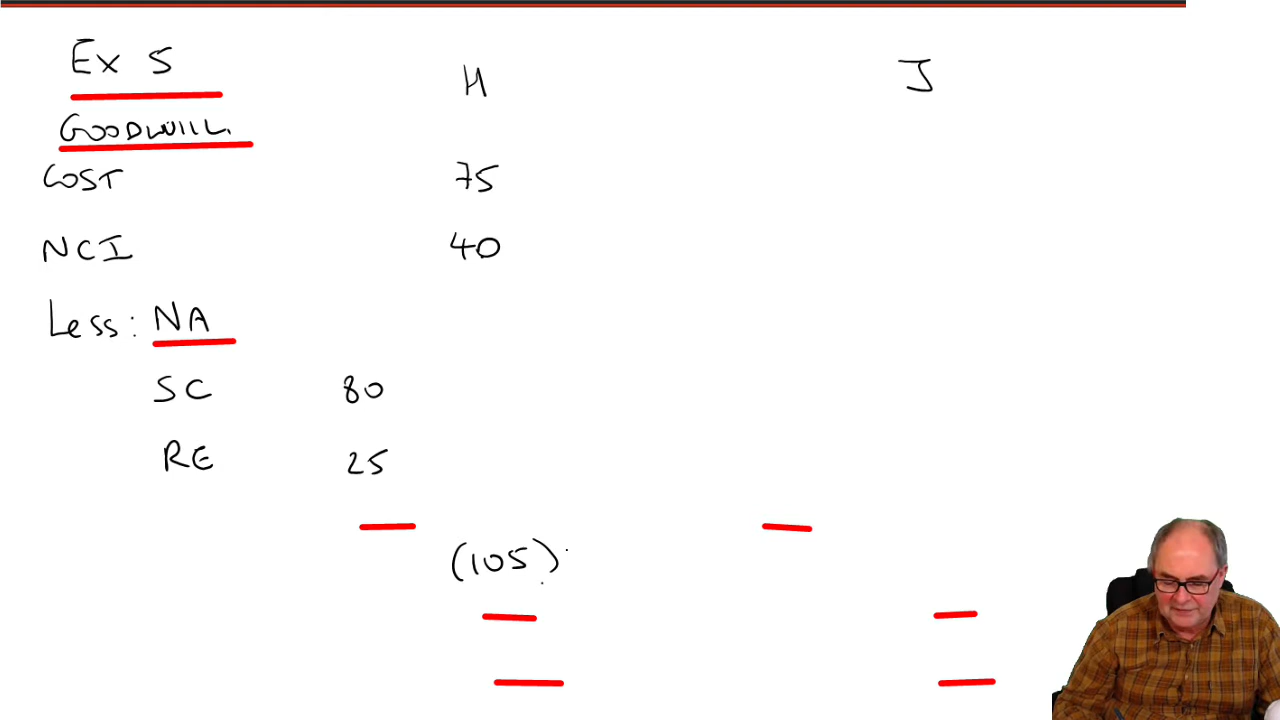 Ex 5 H J
GOODWILL.
COST 75
NCI 40
Less: NA
SC 80
RE 25
(105)